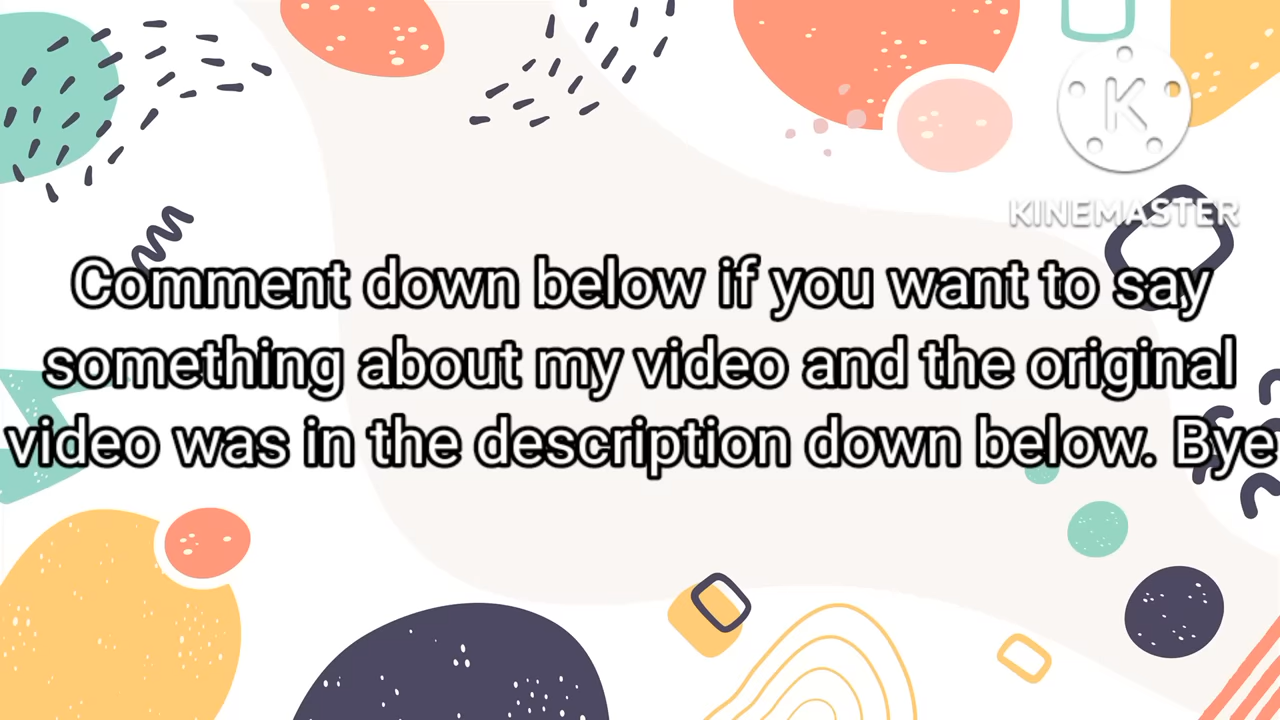 K
KINEMASTER
Comment down below if you want to say
something about my video and the original
video was in the description down below. Bye